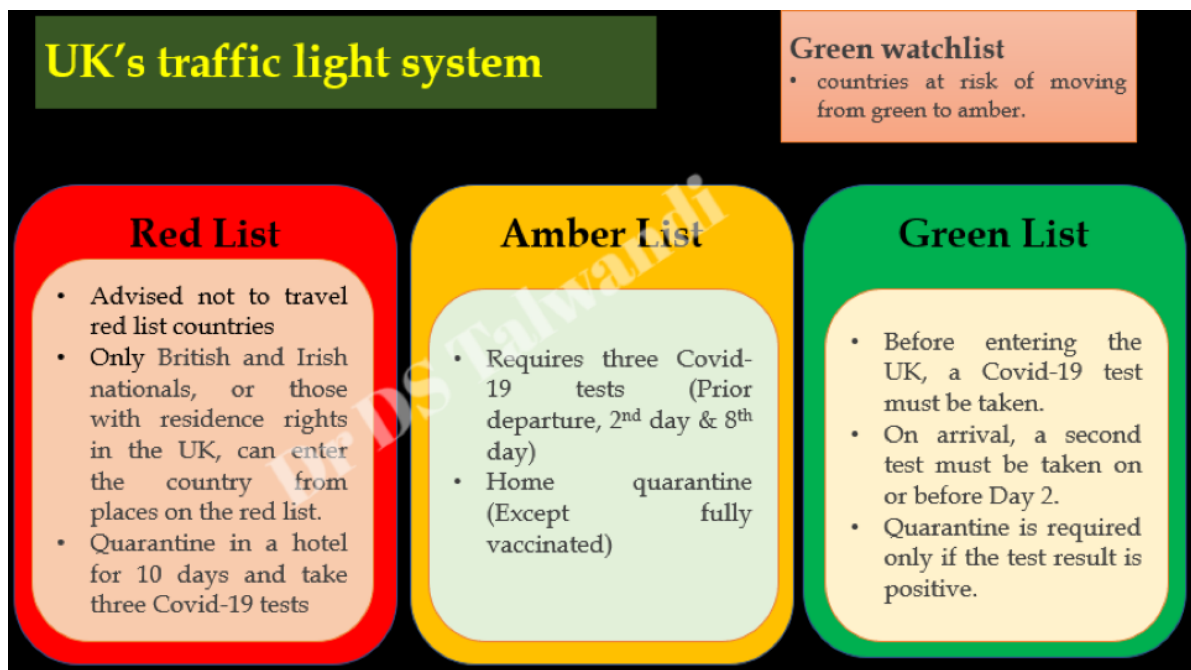 UK's traffic light system
Green watchlist
• countries at risk of moving
from green to amber.
Red List
• Advised not to travel
red list countries
• Only British and Irish
nationals, or those
with residence rights
in the UK, can enter
the country from
places on the red list.
• Quarantine in a hotel
for 10 days and take
three Covid-19 tests
Amber List
• Requires three Covid-
19 tests (Prior
departure, 2nd day & 8th
day)
• Home quarantine
(Except fully
vaccinated)
Green List
• Before entering the
UK, a Covid-19 test
must be taken.
• On arrival, a second
test must be taken on
or before Day 2.
• Quarantine is required
only if the test result is
positive.
Dr DS Talwandi